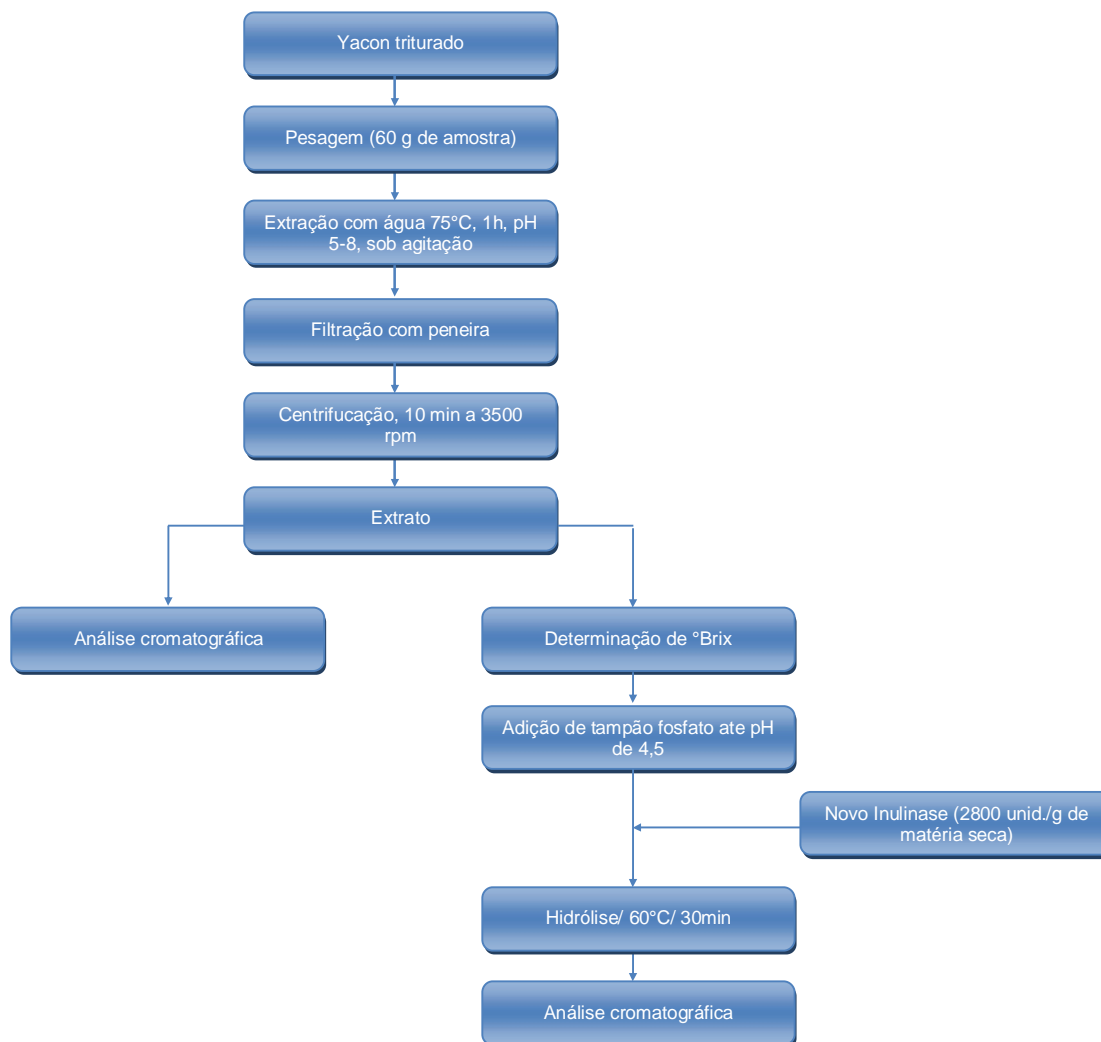 Yacon triturado
Pesagem (60 g de amostra)
Extração com água 75°C, 1h, pH
5-8, sob agitação
Filtração com peneira
Centrifucação, 10 min a 3500
rpm
Extrato
Análise cromatográfica
Determinação de °Brix
Adição de tampão fosfato ate pH
de 4,5
Novo Inulinase (2800 unid./g de
matéria seca)
Hidrólise/ 60°C/ 30min
Análise cromatográfica